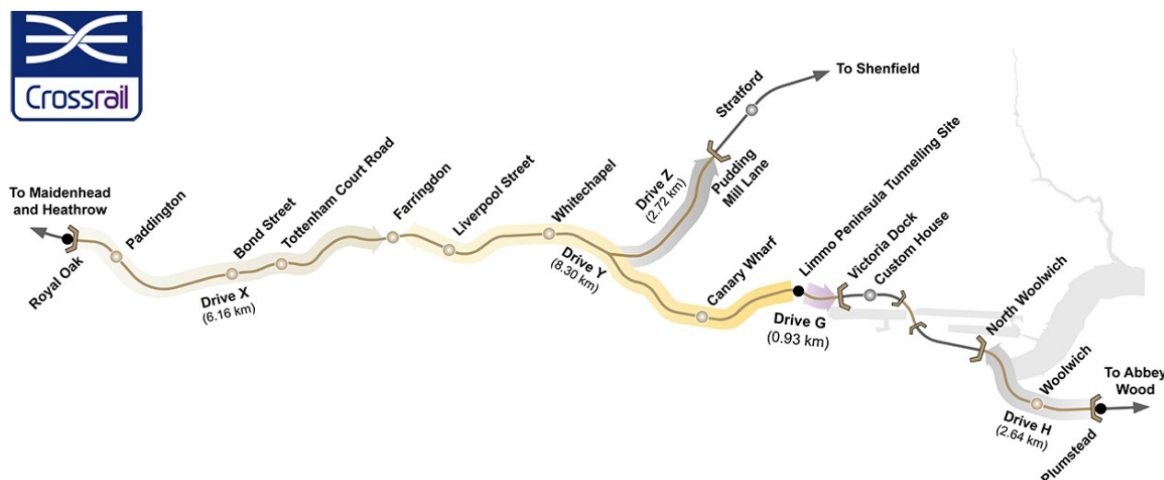 Crossrail
To Maidenhead
and Heathrow
Royal Oak
Paddington
Bond Street
Tottenham Court Road
Drive X
(6.16 km)
Farringdon
Liverpool Street
Whitechapel
Drive Y
(8.30 km)
Drive Z
(2.72 km)
Pudding
Mill Lane
Stratford
To Shenfield
Canary Wharf
Limmo Peninsula Tunnelling Site
Drive G
(0.93 km)
Victoria Dock
Custom House
North Woolwich
Woolwich
Drive H
(2.64 km)
Plumstead
To Abbey
Wood